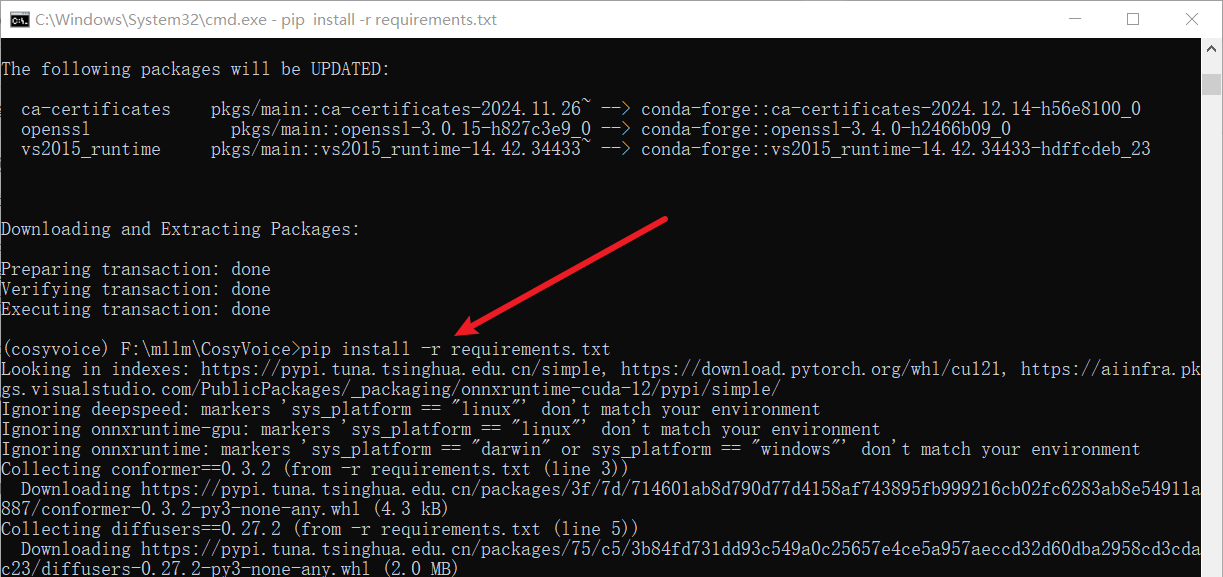 C:\Windows\System32\cmd.exe - pip  install -r requirements.txt
The following packages will be UPDATED:
ca-certificates    pkgs/main::ca-certificates-2024.11.26~ --> conda-forge::ca-certificates-2024.12.14-h56e8100_0
openssl              pkgs/main::openssl-3.0.15-h827c3e9_0 --> conda-forge::openssl-3.4.0-h2466b09_0
vs2015_runtime     pkgs/main::vs2015_runtime-14.42.34433~ --> conda-forge::vs2015_runtime-14.42.34433-hdffcdeb_23
Downloading and Extracting Packages:
Preparing transaction: done
Verifying transaction: done
Executing transaction: done
(cosyvoice) F:\mllm\CosyVoice>pip install -r requirements.txt
Looking in indexes: https://pypi.tuna.tsinghua.edu.cn/simple, https://download.pytorch.org/whl/cu121, https://aiinfra.pk
gs.visualstudio.com/PublicPackages/_packaging/onnxruntime-cuda-12/pypi/simple/
Ignoring deepspeed: markers 'sys_platform == "linux"' don't match your environment
Ignoring onnxruntime-gpu: markers 'sys_platform == "linux"' don't match your environment
Ignoring onnxruntime: markers 'sys_platform == "darwin" or sys_platform == "windows"' don't match your environment
Collecting conformer==0.3.2 (from -r requirements.txt (line 3))
Downloading https://pypi.tuna.tsinghua.edu.cn/packages/3f/7d/714601ab8d790d77d4158af743895fb999216cb02fc6283ab8e54911a
887/conformer-0.3.2-py3-none-any.whl (4.3 kB)
Collecting diffusers==0.27.2 (from -r requirements.txt (line 5))
Downloading https://pypi.tuna.tsinghua.edu.cn/packages/75/c5/3b84fd731dd93c549a0c25657e4ce5a957aeccd32d60dba2958cd3cda
c23/diffusers-0.27.2-py3-none-any.whl (2.0 MB)